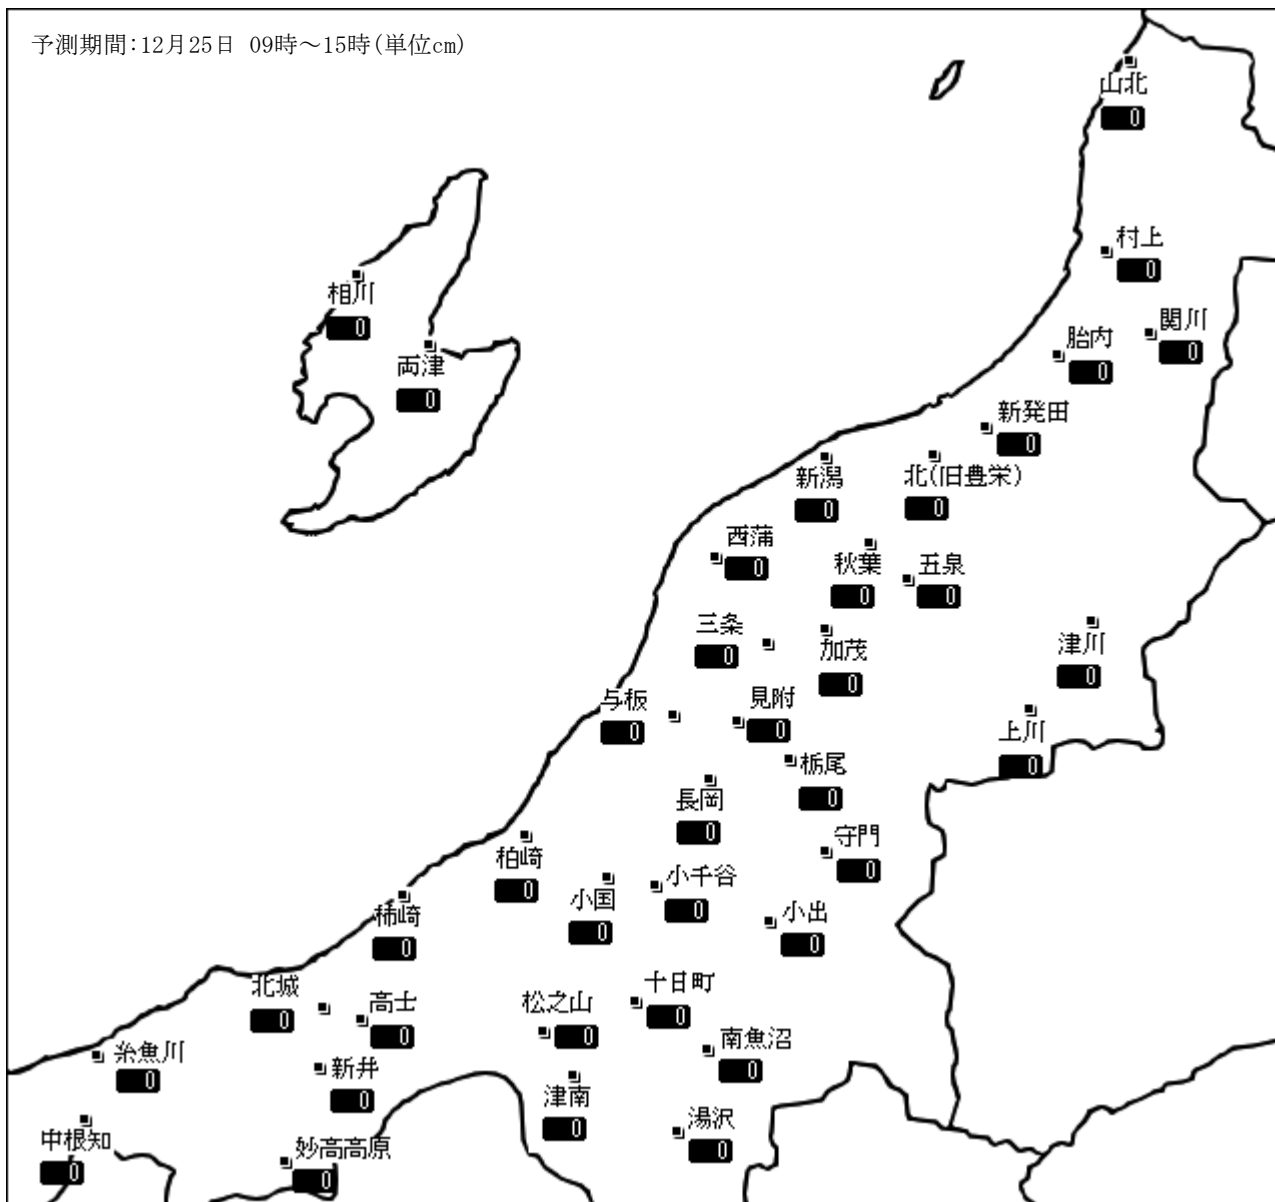 予測期間:12月25日 09時～15時(単位cm)
山北
0
村上
0
相川
0
関川
0
胎内
0
両津
0
新発田
0
新潟
0
北(旧豊栄)
0
西蒲
0
秋葉
0
五泉
0
三条
0
加茂
0
津川
0
与板
0
見附
0
上川
0
栃尾
0
長岡
0
守門
0
柏崎
0
小千谷
0
小国
0
小出
0
柿崎
0
北城
0
高士
0
松之山
0
十日町
0
南魚沼
0
糸魚川
0
新井
0
津南
0
湯沢
0
中根知
0
妙高高原
0